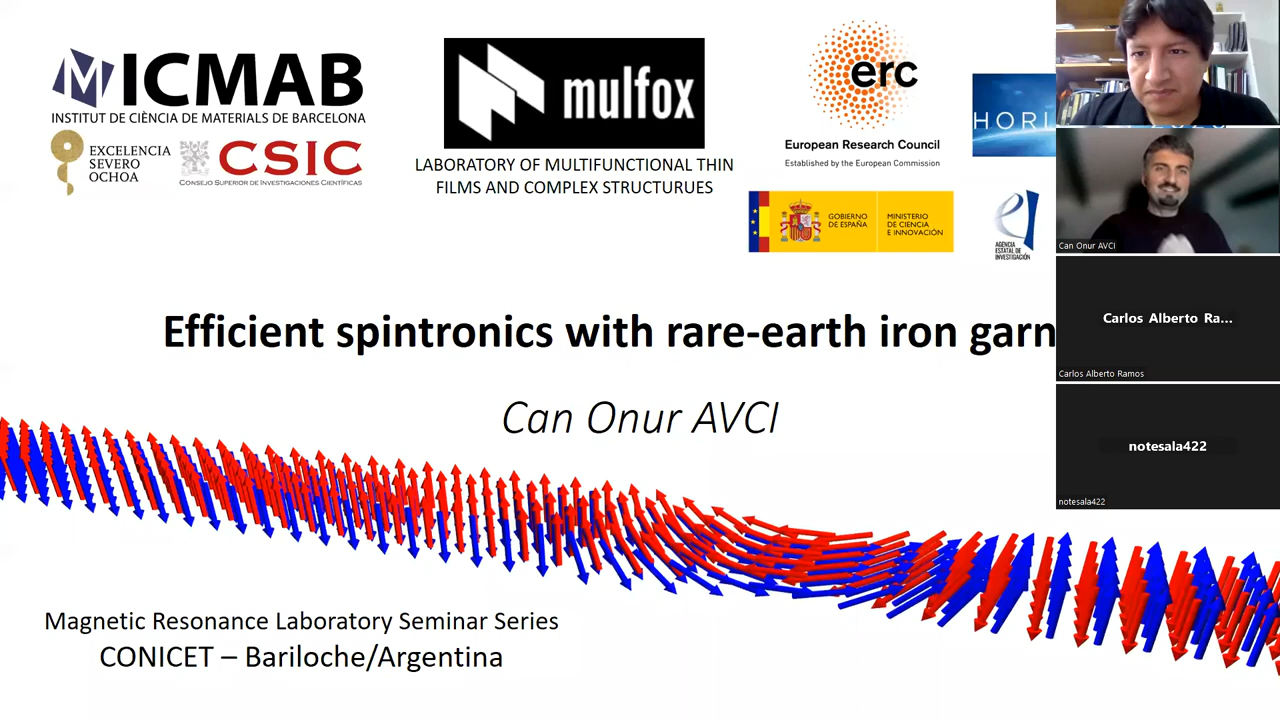 ICMAB
INSTITUT DE CIÈNCIA DE MATERIALS DE BARCELONA
EXCELENCIA
SEVERO
OCHOA
CSIC
CONSEJO SUPERIOR DE INVESTIGACIONES CIENTÍFICAS
mulfox
LABORATORY OF MULTIFUNCTIONAL THIN
FILMS AND COMPLEX STRUCTURUES
erc
European Research Council
Established by the European Commission
HORI
GOBIERNO
DE ESPAÑA
MINISTERIO
DE CIENCIA
E INNOVACIÓN
AGENCIA
ESTATAL DE
INVESTIGACIÓN
Efficient spintronics with rare-earth iron garn
Can Onur AVCI
Magnetic Resonance Laboratory Seminar Series
CONICET – Bariloche/Argentina
Can Onur AVCI
Carlos Alberto Ra...
Carlos Alberto Ramos
notesala422
notesala422